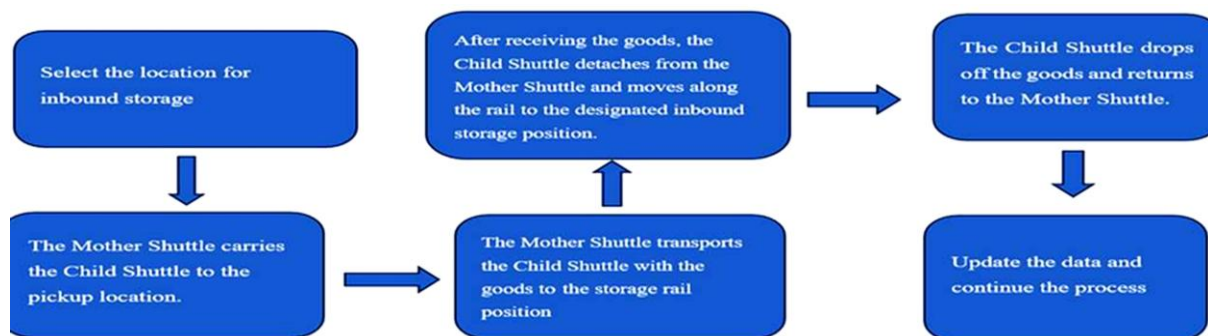 Select the location for
inbound storage
The Mother Shuttle carries
the Child Shuttle to the
pickup location.
The Mother Shuttle transports
the Child Shuttle with the
goods to the storage rail
position
After receiving the goods, the
Child Shuttle detaches from the
Mother Shuttle and moves along
the rail to the designated inbound
storage position.
The Child Shuttle drops
off the goods and returns
to the Mother Shuttle.
Update the data and
continue the process